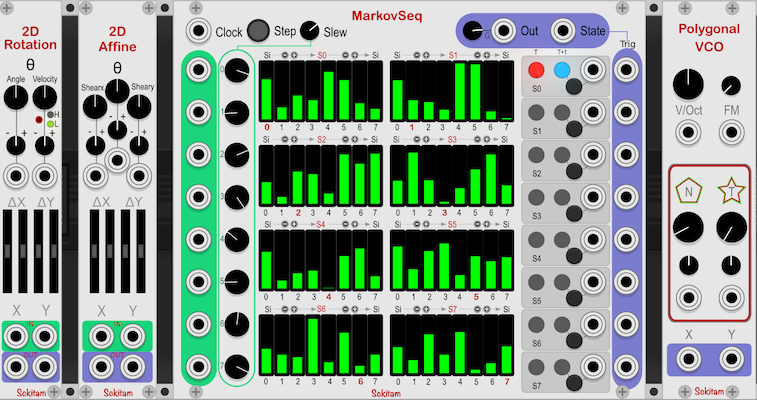 2D
Rotation
θ
Angle Velocity
H
L
- + - +
ΔX ΔY
X Y
IN
OUT
Sckitam
2D
Affine
θ
Shearx Sheary
- +
- + - +
ΔX ΔY
X Y
IN
OUT
Sckitam
MarkovSeq
Clock Step Slew
Out State
Trig
0
1
2
3
4
5
6
7
Si S0 Si
0 1 2 3 4 5 6 7
Si S1 Si
0 1 2 3 4 5 6 7
Si S2 Si
0 1 2 3 4 5 6 7
Si S3 Si
0 1 2 3 4 5 6 7
Si S4 Si
0 1 2 3 4 5 6 7
Si S5 Si
0 1 2 3 4 5 6 7
Si S6 Si
0 1 2 3 4 5 6 7
Si S7 Si
0 1 2 3 4 5 6 7
T T+1
S0
S1
S2
S3
S4
S5
S6
S7
Sckitam
Polygonal
VCO
V/Oct FM
N T
X Y
Sckitam